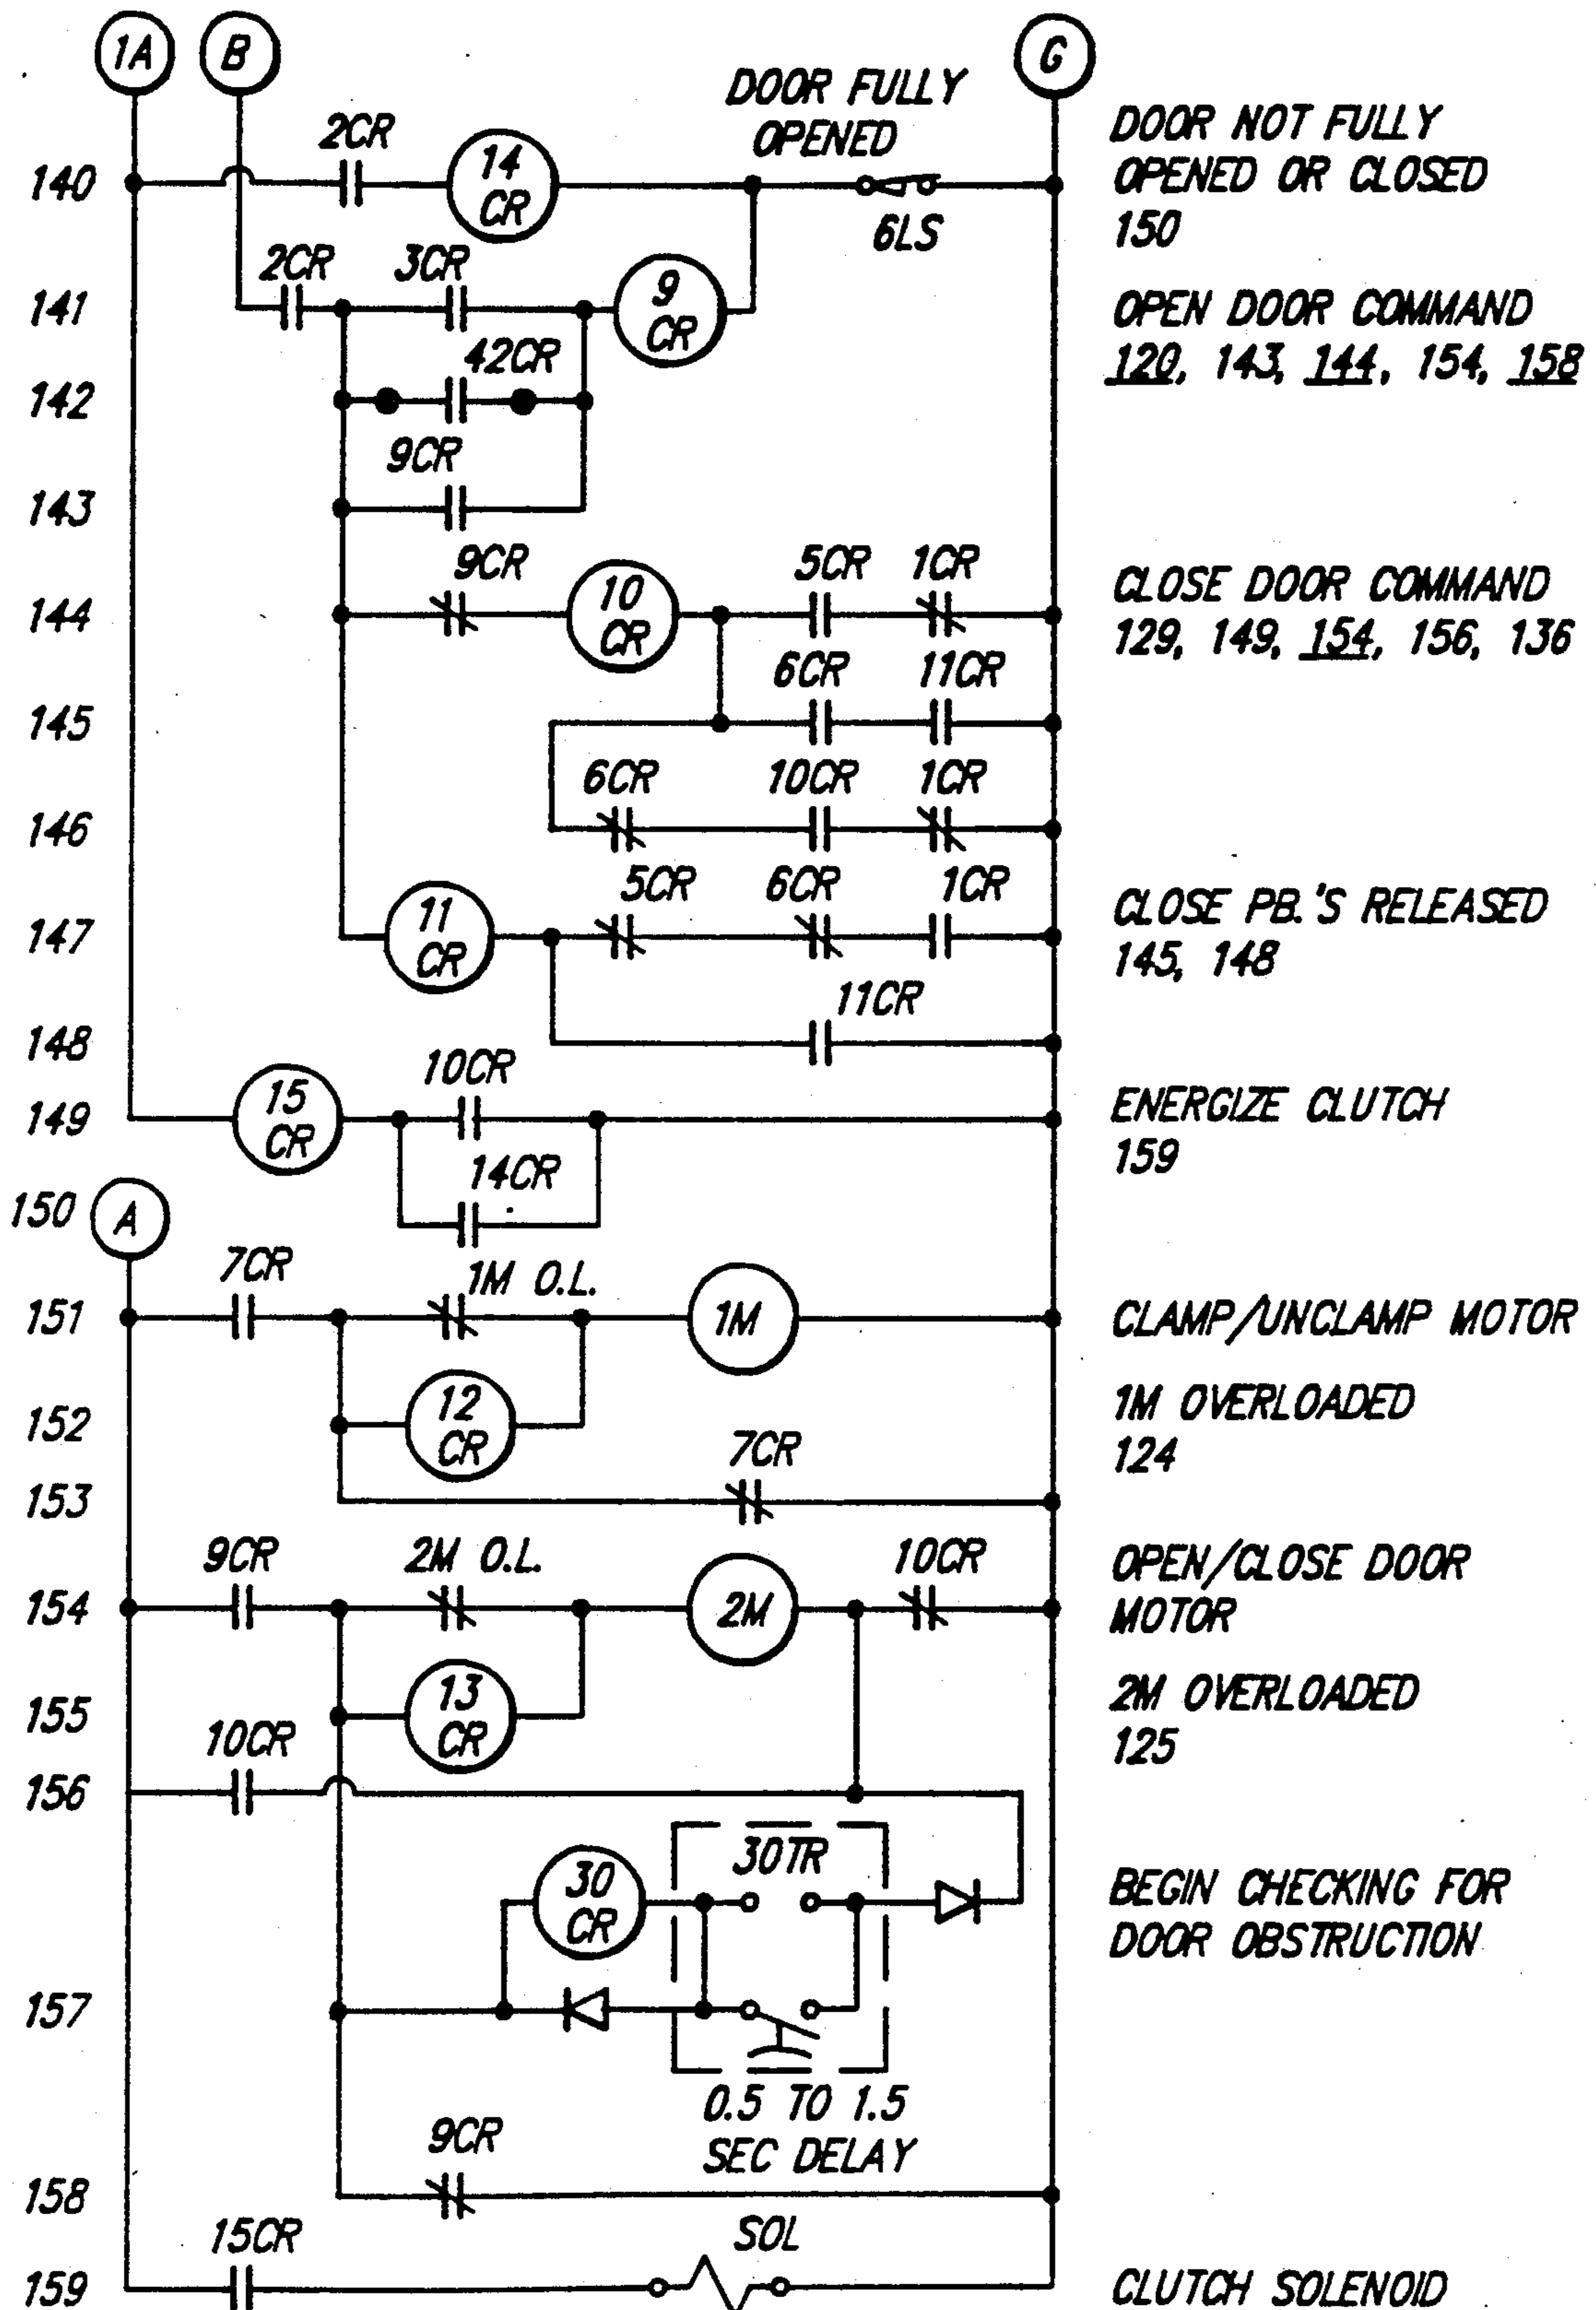 1A B G
DOOR FULLY
OPENED
2CR
140
14
CR
6LS
DOOR NOT FULLY
OPENED OR CLOSED
150
2CR 3CR
141
9
CR
OPEN DOOR COMMAND
120, 143, 144, 154, 158
42CR
142
9CR
143
9CR 5CR 1CR
144
10
CR
CLOSE DOOR COMMAND
129, 149, 154, 156, 136
6CR 11CR
145
6CR 10CR 1CR
146
5CR 6CR 1CR
147
11
CR
CLOSE PB.'S RELEASED
145, 148
11CR
148
10CR
149
15
CR
ENERGIZE CLUTCH
159
14CR
150 A
7CR 1M O.L.
151 1M CLAMP/UNCLAMP MOTOR
152
12
CR
1M OVERLOADED
124
7CR
153
9CR 2M O.L. 10CR
154 2M
OPEN/CLOSE DOOR
MOTOR
155
13
CR
2M OVERLOADED
125
10CR
156
30TR
30
CR
BEGIN CHECKING FOR
DOOR OBSTRUCTION
157
0.5 TO 1.5
SEC DELAY
9CR
158
15CR SOL
159 CLUTCH SOLENOID